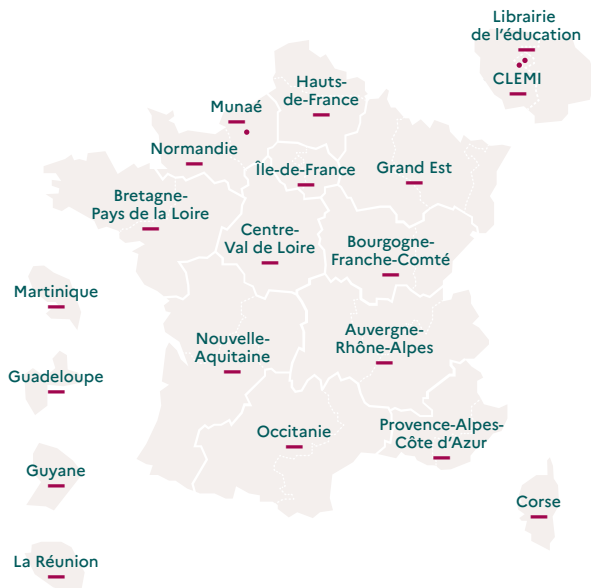 Librairie
de l'éducation
CLEMI
Hauts-
de-France
Munaé
Normandie
Île-de-France
Grand Est
Bretagne-
Pays de la Loire
Centre-
Val de Loire
Bourgogne-
Franche-Comté
Martinique
Nouvelle-
Aquitaine
Auvergne-
Rhône-Alpes
Guadeloupe
Occitanie
Provence-Alpes-
Côte d'Azur
Guyane
Corse
La Réunion